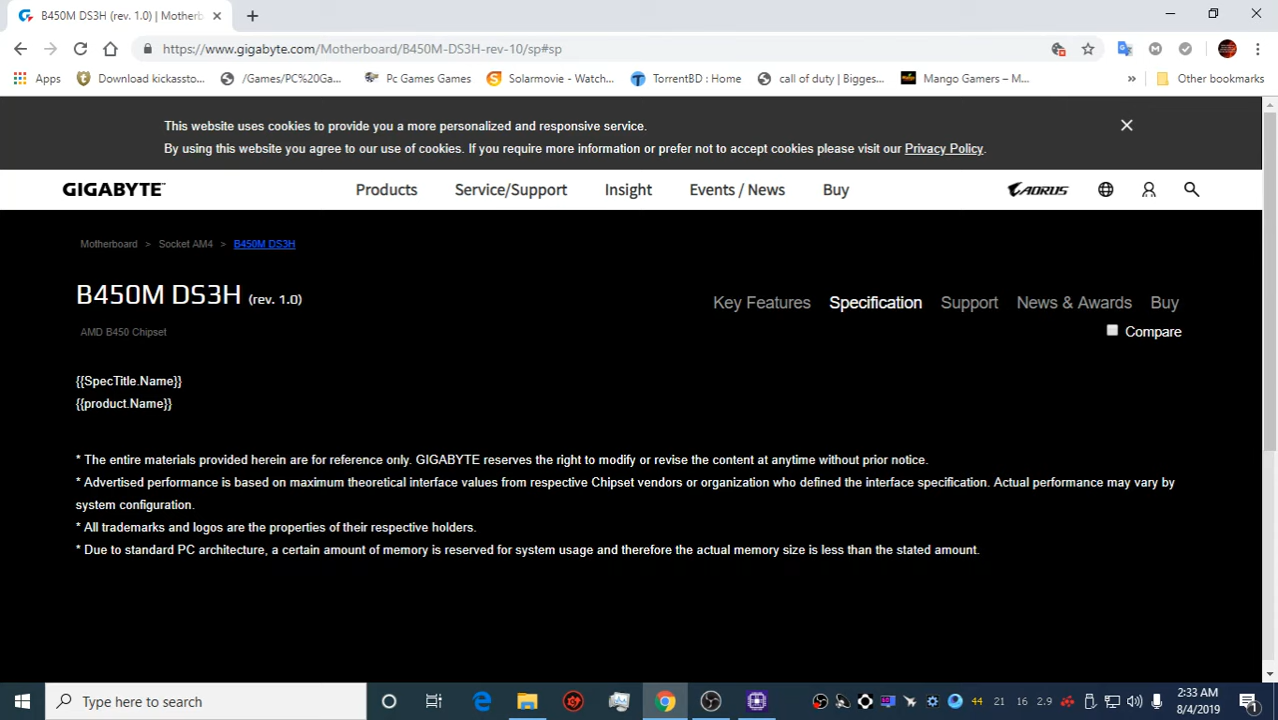 B450M DS3H (rev. 1.0) | Motherb
https://www.gigabyte.com/Motherboard/B450M-DS3H-rev-10/sp#sp
Apps
Download kickassto...
/Games/PC%20Ga...
Pc Games Games
Solarmovie - Watch...
TorrentBD : Home
call of duty | Bigges...
Mango Gamers – M...
»
Other bookmarks
This website uses cookies to provide you a more personalized and responsive service.
By using this website you agree to our use of cookies. If you require more information or prefer not to accept cookies please visit our Privacy Policy.
GIGABYTE™
Products
Service/Support
Insight
Events / News
Buy
AORUS
Motherboard > Socket AM4 > B450M DS3H
B450M DS3H (rev. 1.0)
Key Features
Specification
Support
News & Awards
Buy
AMD B450 Chipset
Compare
{{SpecTitle.Name}}
{{product.Name}}
* The entire materials provided herein are for reference only. GIGABYTE reserves the right to modify or revise the content at anytime without prior notice.
* Advertised performance is based on maximum theoretical interface values from respective Chipset vendors or organization who defined the interface specification. Actual performance may vary by
system configuration.
* All trademarks and logos are the properties of their respective holders.
* Due to standard PC architecture, a certain amount of memory is reserved for system usage and therefore the actual memory size is less than the stated amount.
Type here to search
44
21
16
2.9
2:33 AM
8/4/2019
1